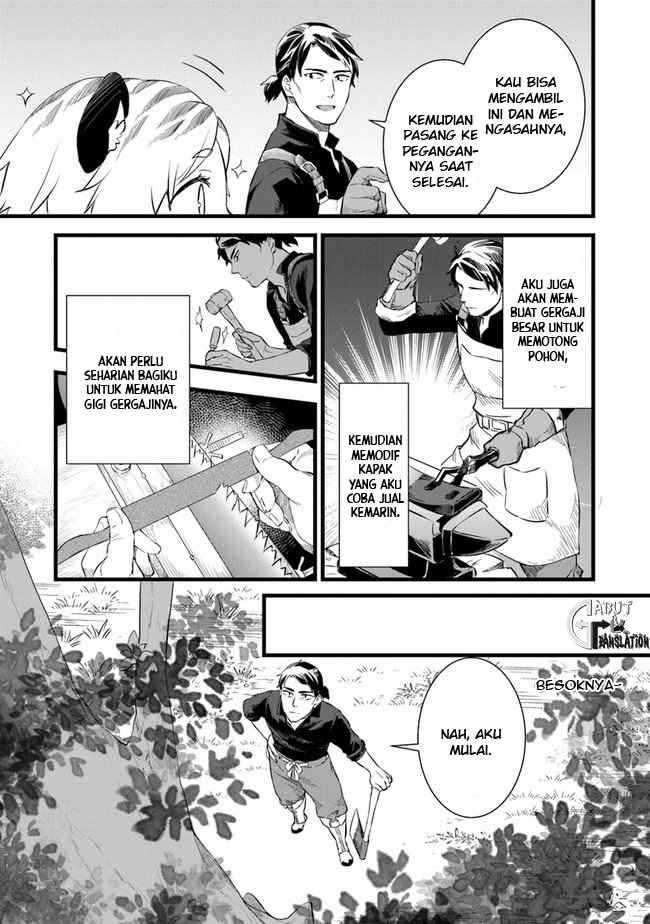 KAU BISA
MENGAMBIL
INI DAN ME-
NGASAHNYA,
KEMUDIAN
PASANG KE
PEGANGAN-
NYA SAAT
SELESAI.
AKU JUGA
AKAN MEM-
BUAT GERGAJI
BESAR UNTUK
MEMOTONG
POHON,
KEMUDIAN
MEMODIF
KAPAK
YANG AKU
COBA JUAL
KEMARIN.
AKAN PERLU
SEHARIAN BAGIKU
UNTUK MEMAHAT
GIGI GERGAJINYA.
CABUT
TRANSLATION
BESOKNYA-
NAH, AKU
MULAI.